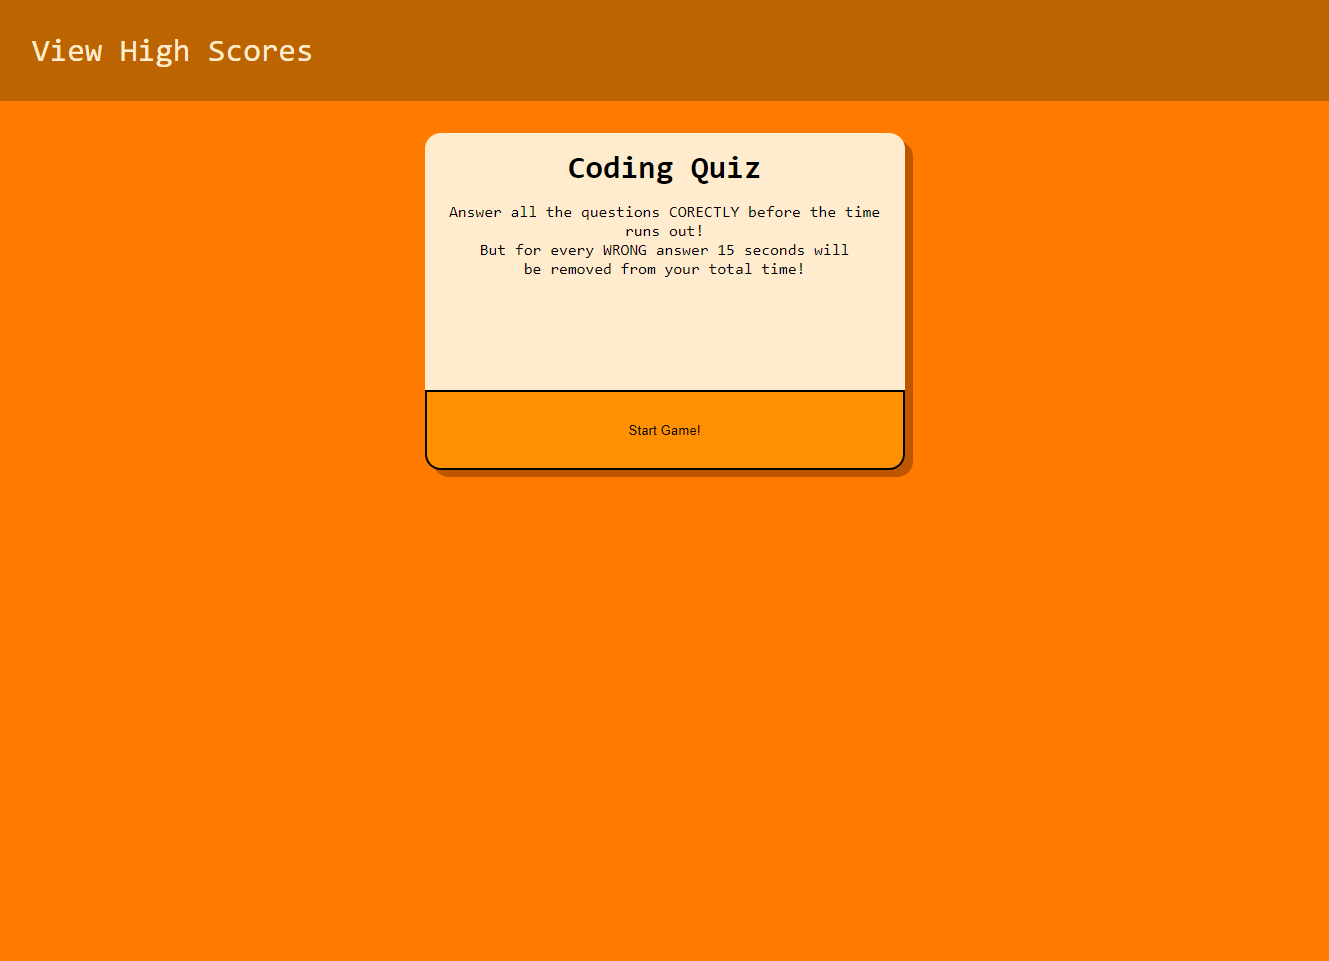 View High Scores
Coding Quiz
Answer all the questions CORECTLY before the time
runs out!
But for every WRONG answer 15 seconds will
be removed from your total time!
Start Game!